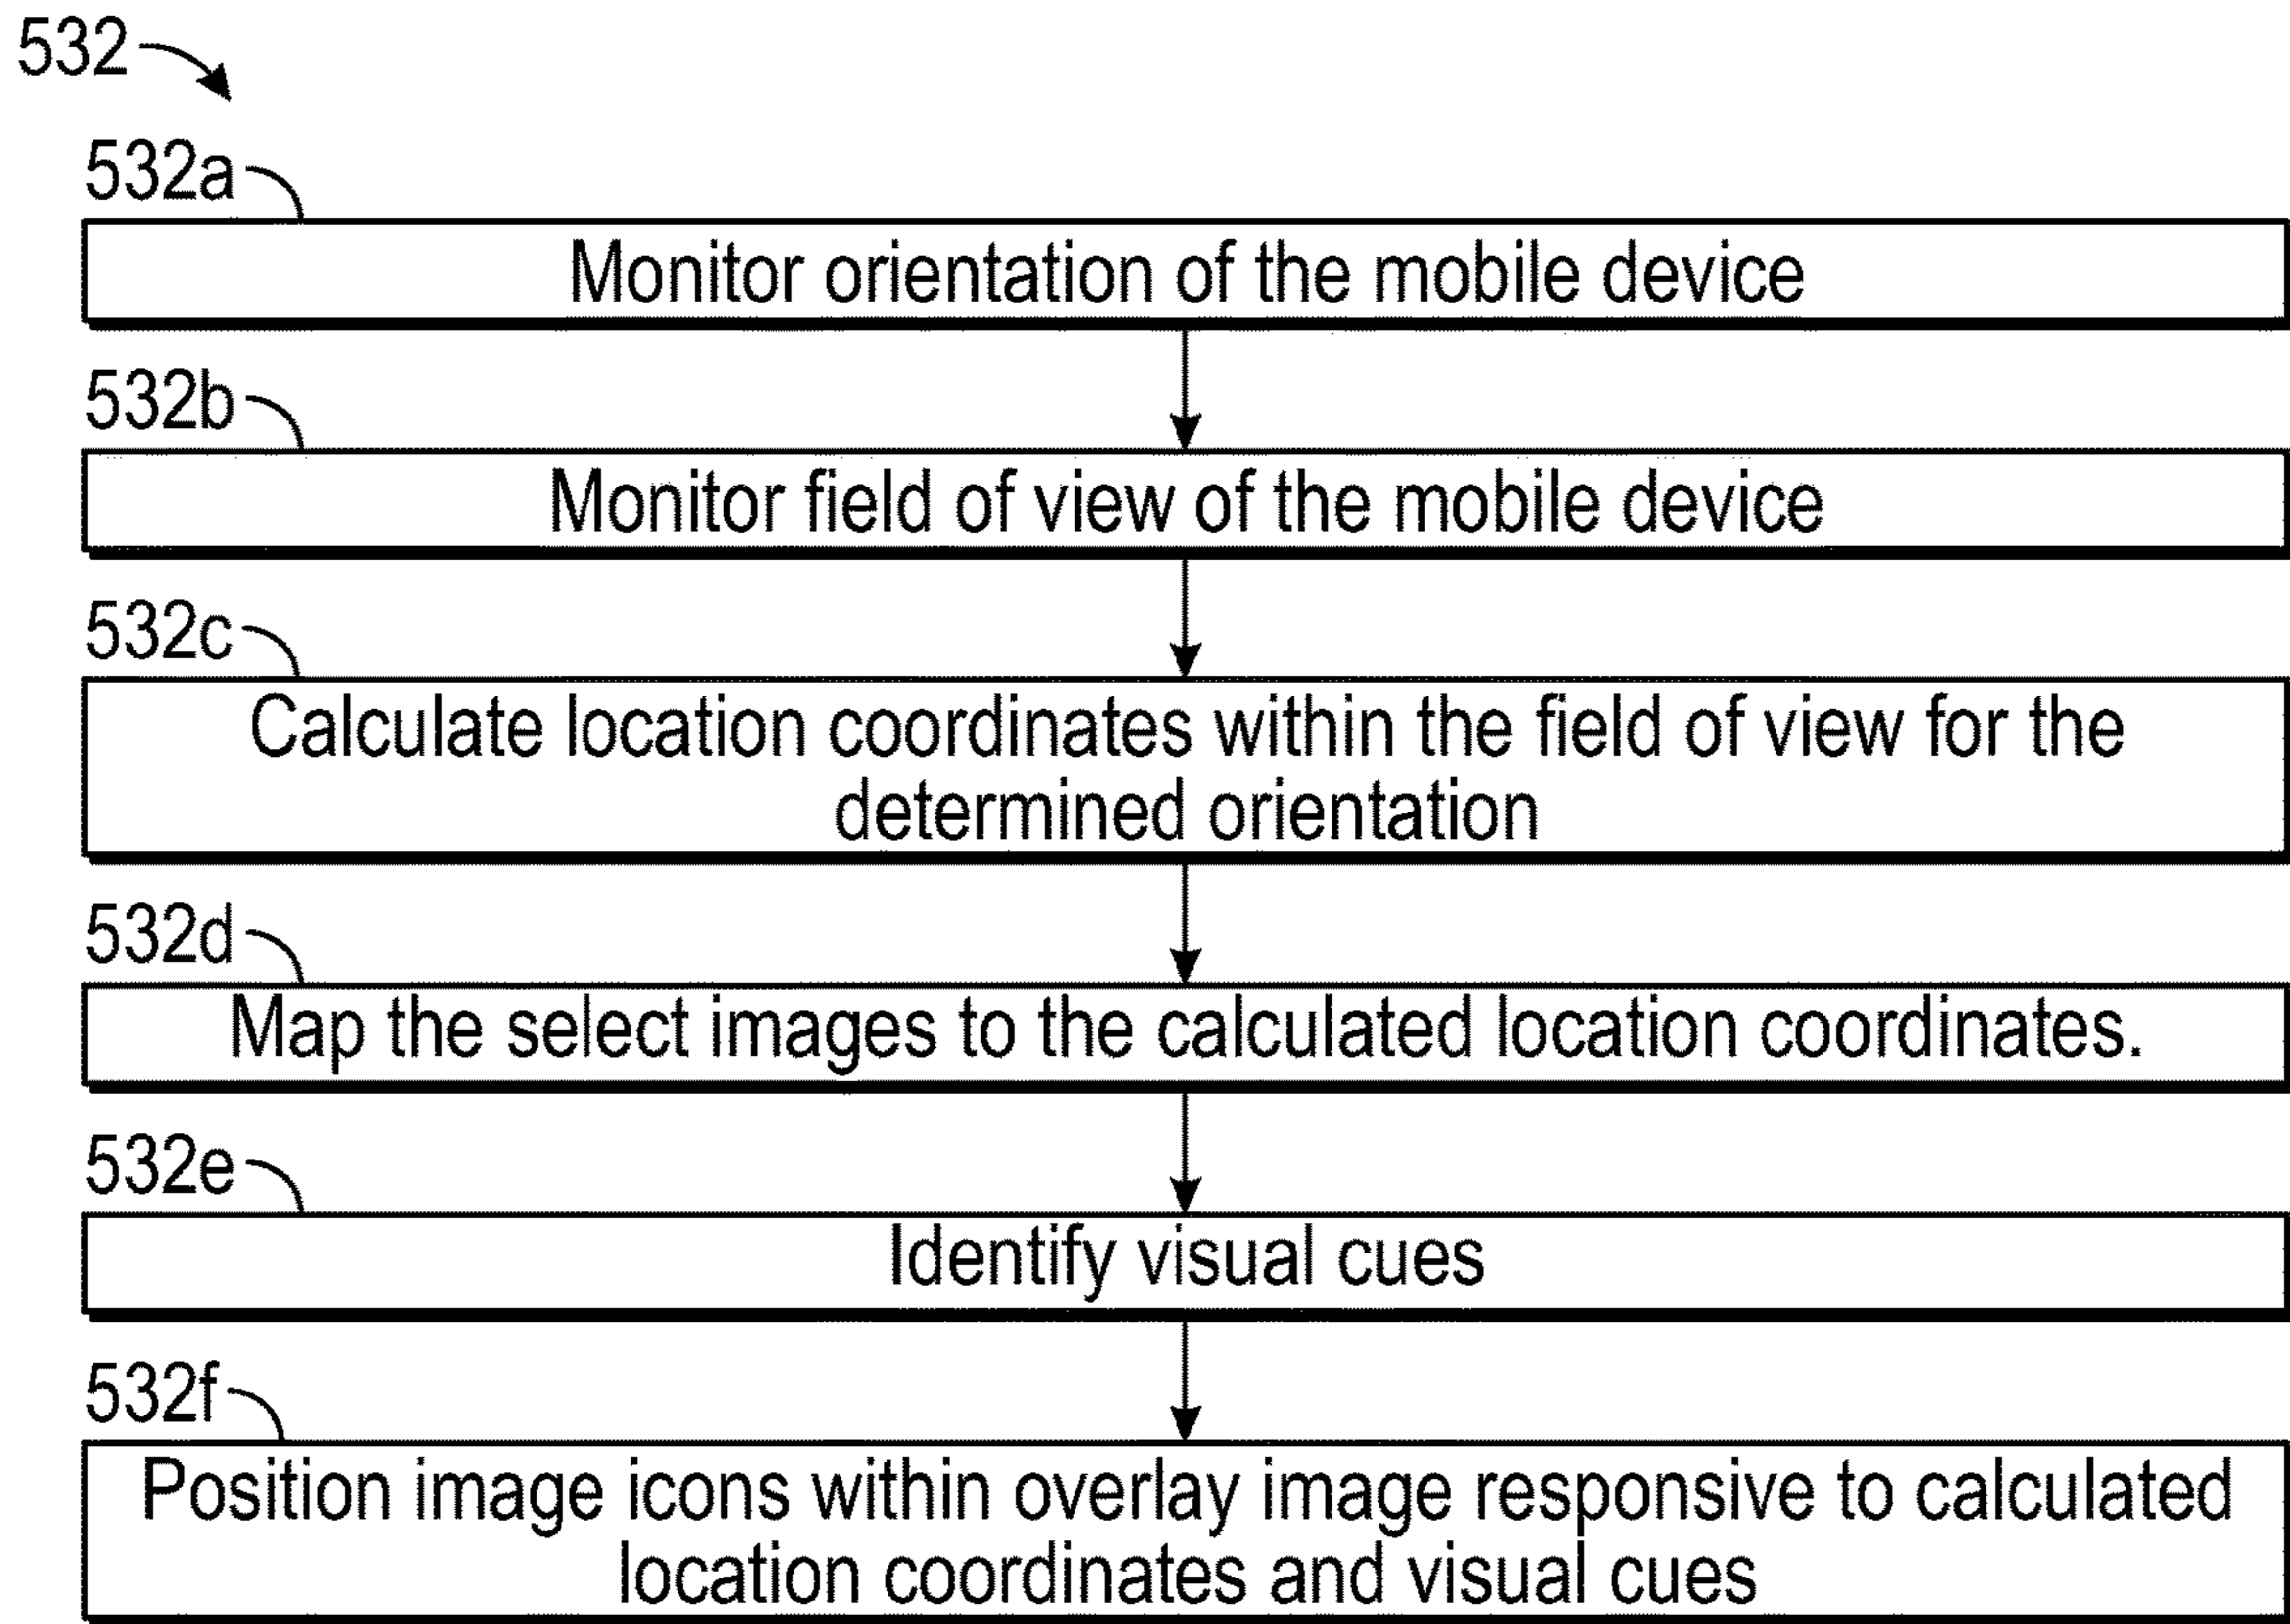 532
532a
Monitor orientation of the mobile device
532b
Monitor field of view of the mobile device
532c
Calculate location coordinates within the field of view for the
determined orientation
532d
Map the select images to the calculated location coordinates.
532e
Identify visual cues
532f
Position image icons within overlay image responsive to calculated
location coordinates and visual cues